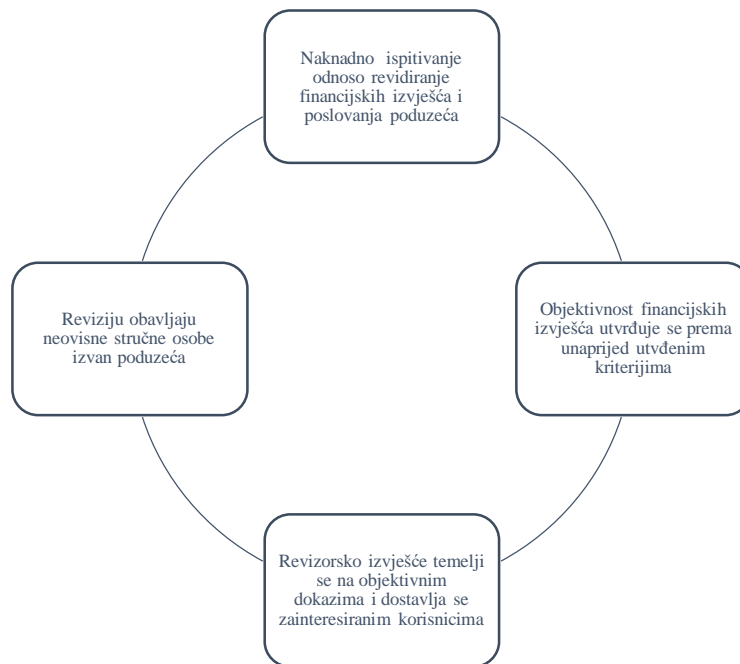 Naknadno ispitivanje
odnoso revidiranje
financijskih izvješća i
poslovanja poduzeća
Objektivnost financijskih
izvješća utvrđuje se prema
unaprijed utvđenim
kriterijima
Revizorsko izvješće temelji
se na objektivnim
dokazima i dostavlja se
zainteresiranim korisnicima
Reviziju obavljaju
neovisne stručne osobe
izvan poduzeća